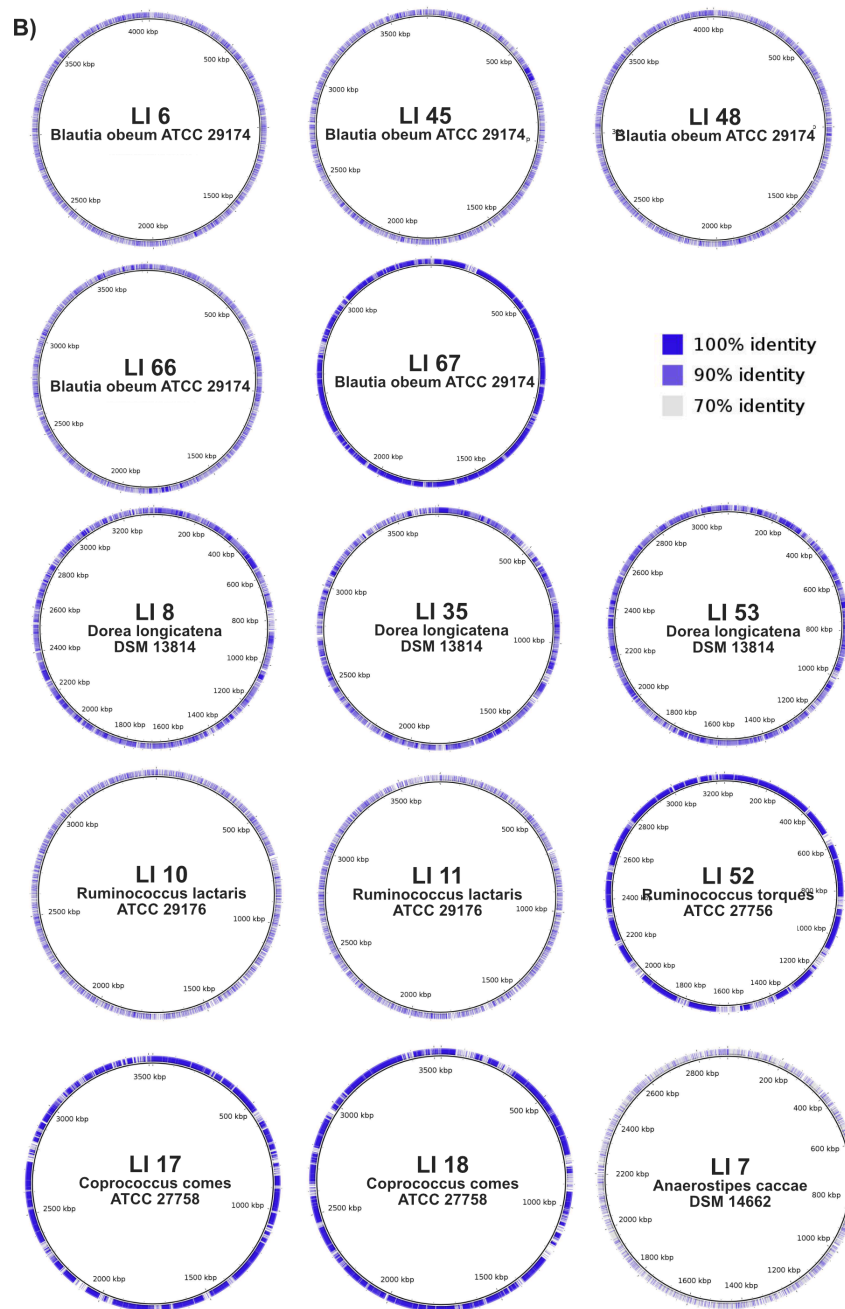 B)
4000 kbp
500 kbp
3500 kbp
LI 6
Blautia obeum ATCC 29174
2500 kbp
1500 kbp
2000 kbp
3500 kbp
500 kbp
3000 kbp
LI 45
Blautia obeum ATCC 29174
p
2500 kbp
1500 kbp
2000 kbp
4000 kbp
500 kbp
3500 kbp
LI 48
Blautia obeum ATCC 29174
2500 kbp
1500 kbp
2000 kbp
3500 kbp
500 kbp
3000 kbp
LI 66
Blautia obeum ATCC 29174
2500 kbp
1500 kbp
2000 kbp
3000 kbp
500 kbp
LI 67
Blautia obeum ATCC 29174
2000 kbp
1500 kbp
100% identity
90% identity
70% identity
3200 kbp
200 kbp
3000 kbp
400 kbp
2800 kbp
600 kbp
2600 kbp
LI 8
800 kbp
Dorea longicatena
DSM 13814
2400 kbp
1000 kbp
2200 kbp
1200 kbp
2000 kbp
1400 kbp
1800 kbp
1600 kbp
3500 kbp
500 kbp
3000 kbp
LI 35
Dorea longicatena
1000 kbp
DSM 13814
2500 kbp
1500 kbp
2000 kbp
3000 kbp
200 kbp
2800 kbp
400 kbp
2600 kbp
600 kbp
2400 kbp
LI 53
Dorea longicatena
800 kbp
DSM 13814
2200 kbp
1000 kbp
2000 kbp
1200 kbp
1800 kbp
1400 kbp
1600 kbp
3000 kbp
500 kbp
LI 10
Ruminococcus lactaris
ATCC 29176
2500 kbp
1000 kbp
2000 kbp
1500 kbp
3500 kbp
500 kbp
3000 kbp
LI 11
Ruminococcus lactaris
ATCC 29176
1000 kbp
2500 kbp
1500 kbp
2000 kbp
3200 kbp
200 kbp
3000 kbp
400 kbp
2800 kbp
600 kbp
2600 kbp
LI 52
2400 kbp
Ruminococcus torques
800 kbp
ATCC 27756
1000 kbp
2200 kbp
1200 kbp
2000 kbp
1400 kbp
1800 kbp
1600 kbp
3500 kbp
500 kbp
3000 kbp
LI 17
Coprococcus comes
ATCC 27758
2500 kbp
1000 kbp
2000 kbp
1500 kbp
3500 kbp
500 kbp
3000 kbp
LI 18
Coprococcus comes
ATCC 27758
1000 kbp
2500 kbp
1500 kbp
2000 kbp
2800 kbp
200 kbp
2600 kbp
400 kbp
2400 kbp
600 kbp
2200 kbp
LI 7
Anaerostipes caccae
DSM 14662
800 kbp
2000 kbp
1000 kbp
1800 kbp
1200 kbp
1600 kbp
1400 kbp